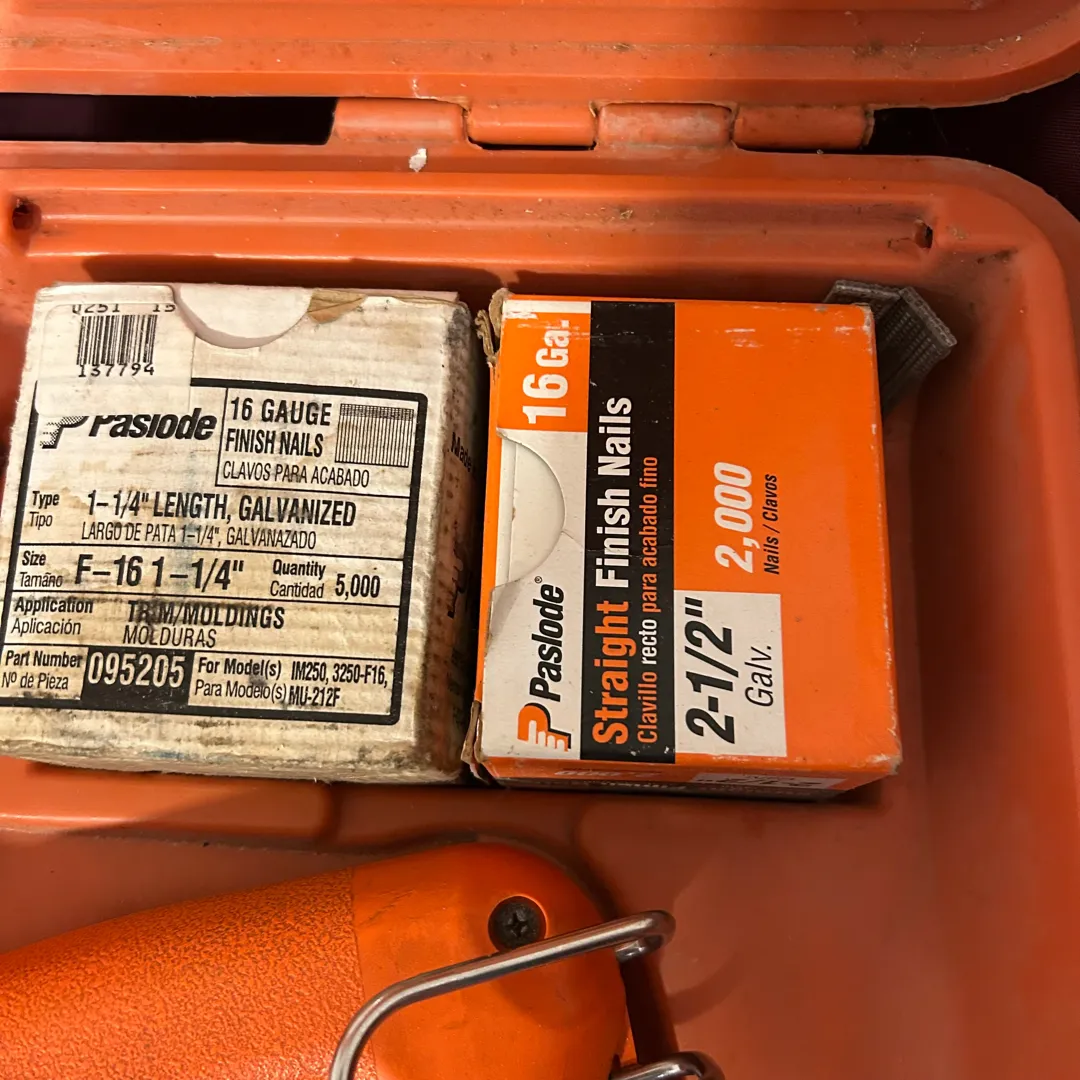 0251 15
137794
Paslode
16 GAUGE
FINISH NAILS
CLAVOS PARA ACABADO
Type
Tipo
1-1/4" LENGTH, GALVANIZED
LARGO DE PATA 1-1/4", GALVANAZADO
Size
Tamaño
F-16 1-1/4"
Quantity
Cantidad 5,000
Application
Aplicación
TRIM/MOLDINGS
MOLDURAS
Part Number
Nº de Pieza
095205
For Model(s) IM250, 3250-F16,
Para Modelo(S) MU-212F
Made
16 Ga.
Paslode®
Straight Finish Nails
Clavillo recto para acabado fino
2,000
Nails / Clavos
2-1/2"
Galv.